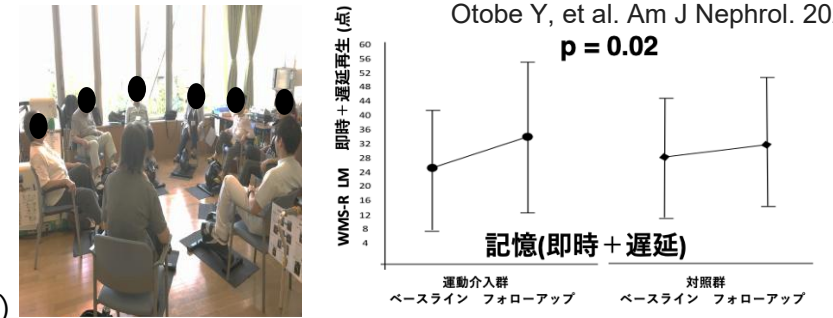 )
Otobe Y, et al. Am J Nephrol. 20
p = 0.02
WMS-R LM 即時＋遅延再生 (点)
60
56
52
48
44
40
36
32
28
24
20
16
12
8
4
記憶(即時＋遅延)
運動介入群
ベースライン フォローアップ
対照群
ベースライン フォローアップ